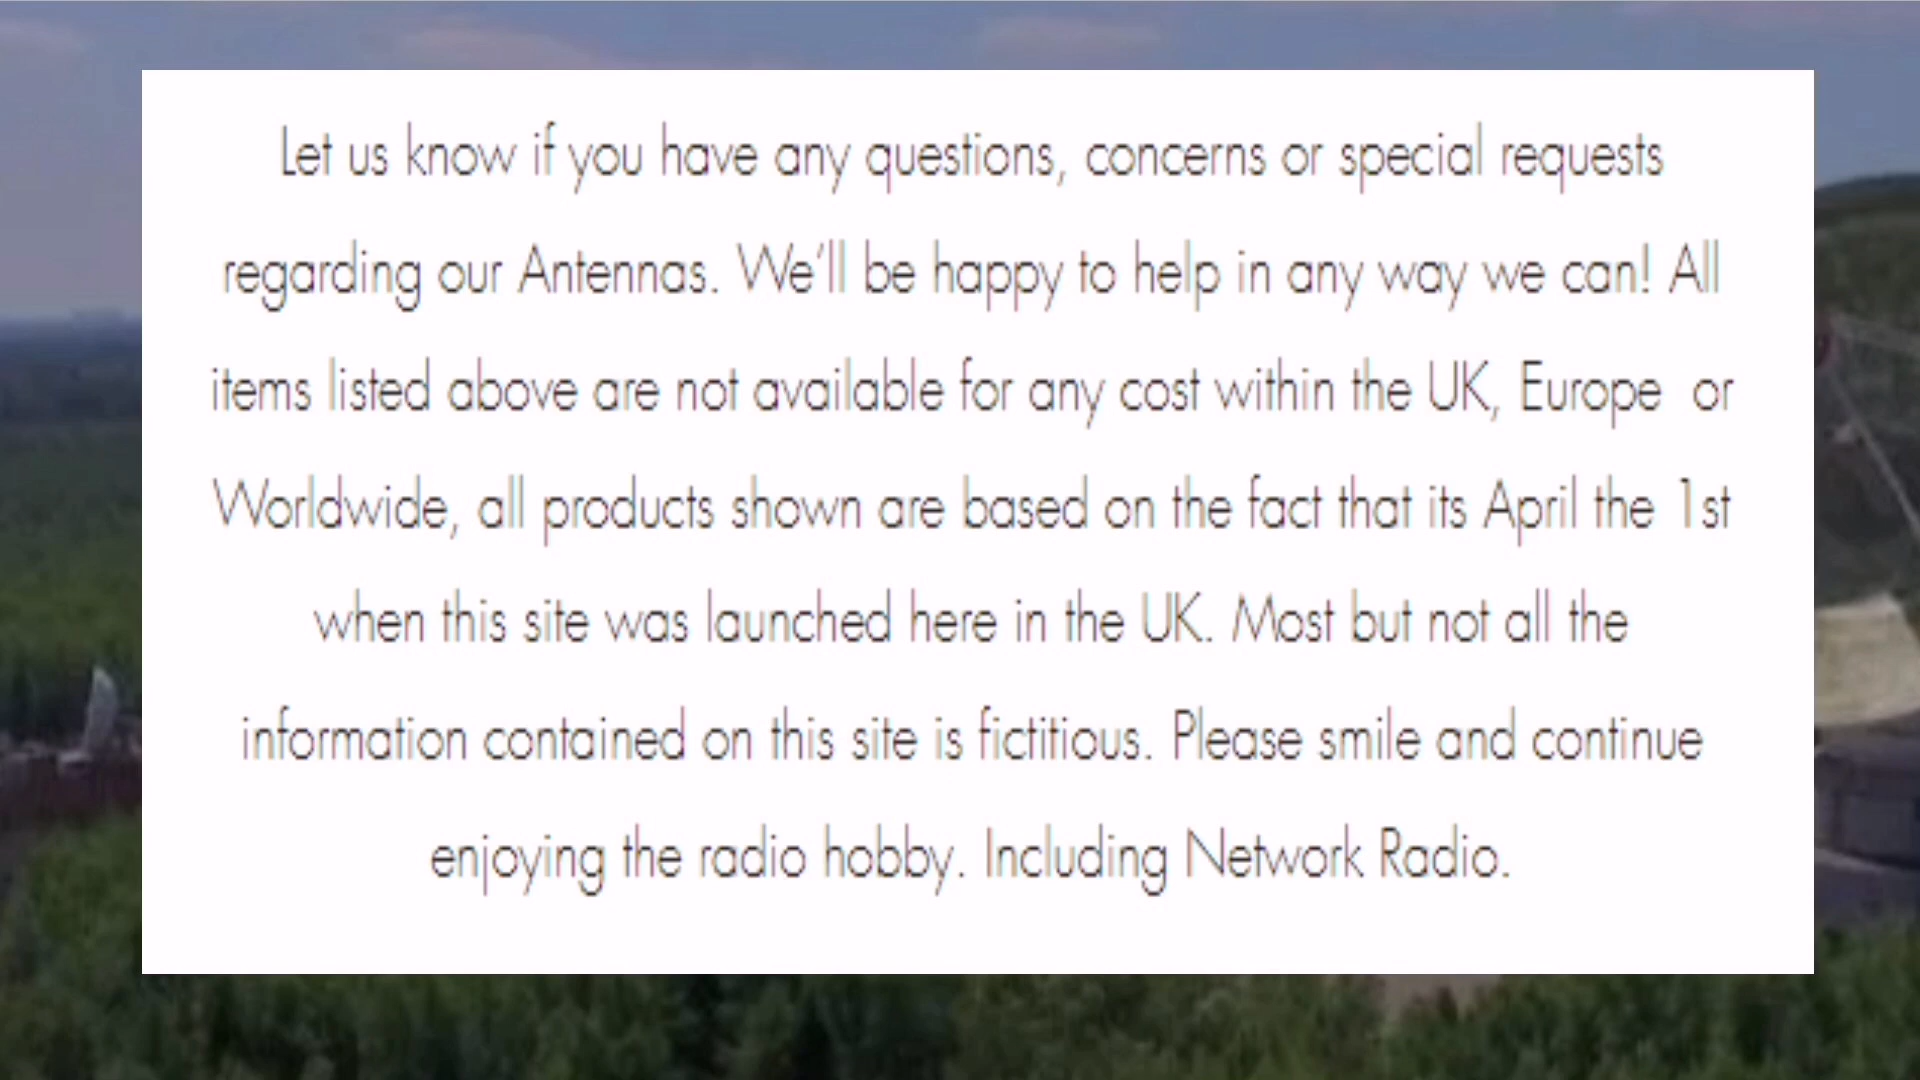 Let us know if you have any questions, concerns or special requests
regarding our Antennas. We'll be happy to help in any way we can! All
items listed above are not available for any cost within the UK, Europe  or
Worldwide, all products shown are based on the fact that its April the 1st
when this site was launched here in the UK. Most but not all the
information contained on this site is fictitious. Please smile and continue
enjoying the radio hobby. Including Network Radio.